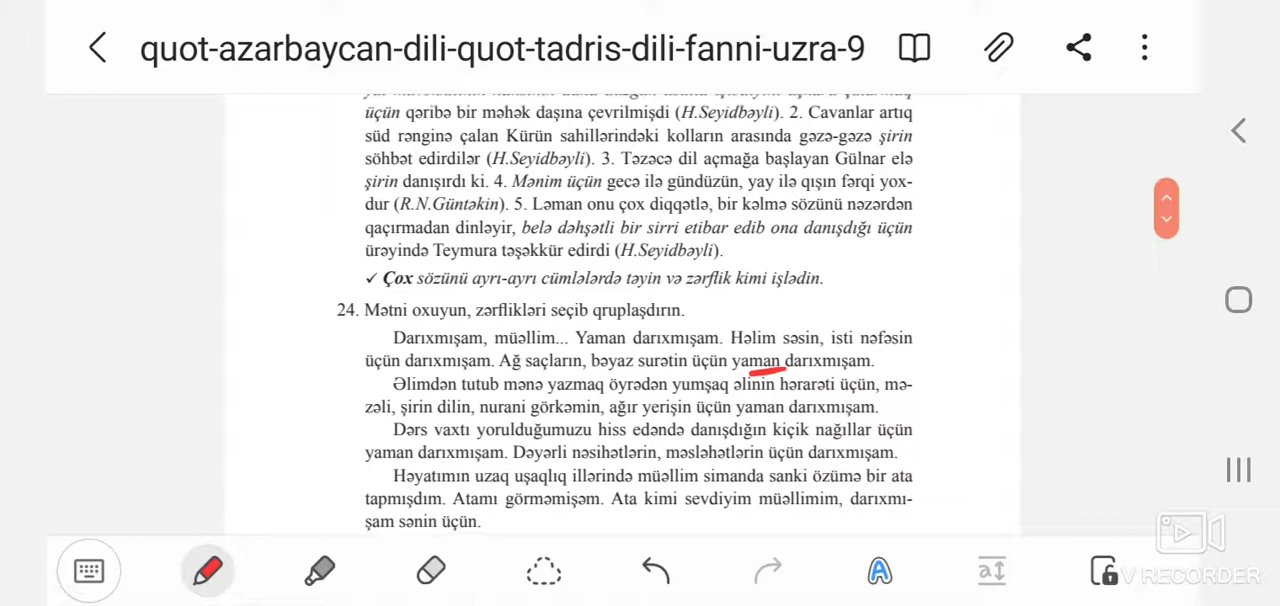 quot-azarbaycan-dili-quot-tadris-dili-fanni-uzra-9
üçün qəribə bir məhək daşına çevrilmişdi (H.Seyidbəyli). 2. Cavanlar artıq
süd rənginə çalan Kürün sahillərindəki kolların arasında gəzə-gəzə şirin
söhbət edirdilər (H.Seyidbəyli). 3. Təzəcə dil açmağa başlayan Gülnar elə
şirin danışırdı ki. 4. Mənim üçün gecə ilə gündüzün, yay ilə qışın fərqi yox-
dur (R.N.Güntəkin). 5. Ləman onu çox diqqətlə, bir kəlmə sözünü nəzərdən
qaçırmadan dinləyir, belə dəhşətli bir sirri etibar edib ona danışdığı üçün
ürəyində Teymura təşəkkür edirdi (H.Seyidbəyli).
✓ Çox sözünü ayrı-ayrı cümlələrdə təyin və zərflik kimi işlədin.
24. Mətni oxuyun, zərflikləri seçib qruplaşdırın.
Darıxmışam, müəllim... Yaman darıxmışam. Həlim səsin, isti nəfəsin
üçün darıxmışam. Ağ saçların, bəyaz surətin üçün yaman darıxmışam.
Əlimdən tutub mənə yazmaq öyrədən yumşaq əlinin hərarəti üçün, mə-
zəli, şirin dilin, nurani görkəmin, ağır yerişin üçün yaman darıxmışam.
Dərs vaxtı yorulduğumuzu hiss edəndə danışdığın kiçik nağıllar üçün
yaman darıxmışam. Dəyərli nəsihətlərin, məsləhətlərin üçün darıxmışam.
Həyatımın uzaq uşaqlıq illərində müəllim simanda sanki özümə bir ata
tapmışdım. Atamı görməmişəm. Ata kimi sevdiyim müəllimim, darıxmı-
şam sənin üçün.
V RECORDER